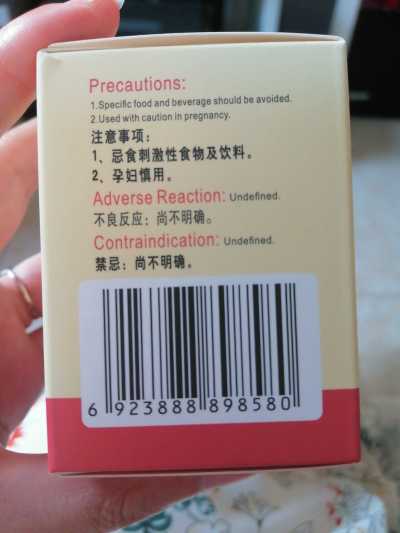 Precautions:
1.Specific food and beverage should be avoided.
2.Used with caution in pregnancy.
注意事项:
1、忌食刺激性食物及饮料。
2、孕妇慎用。
Adverse Reaction: Undefined.
不良反应: 尚不明确。
Contraindication: Undefined.
禁忌: 尚不明确。
6 923888 898580